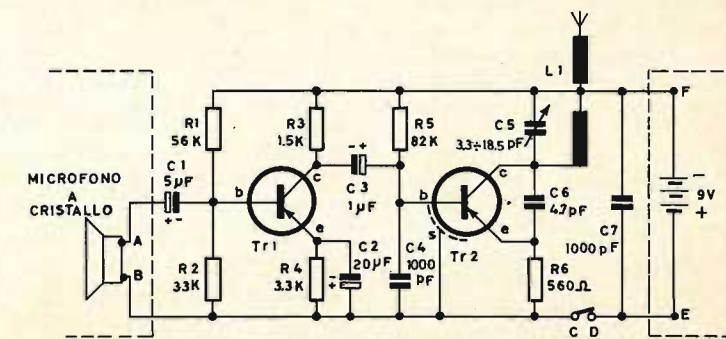 L1
F
R1
56K
R3
1.5K
R5
82K
C5
3,3÷18.5 pF
C1
5µF
MICROFONO
A
CRISTALLO
+ -
- +
C3
1µF
b
c
e
Tr1
b
c
s
e
Tr2
C6
4.7pF
C7
1000 pF
-
9V
+
A
B
R2
33K
R4
3.3K
C2
20µF
- +
C4
1000
pF
R6
560Ω
C D
E